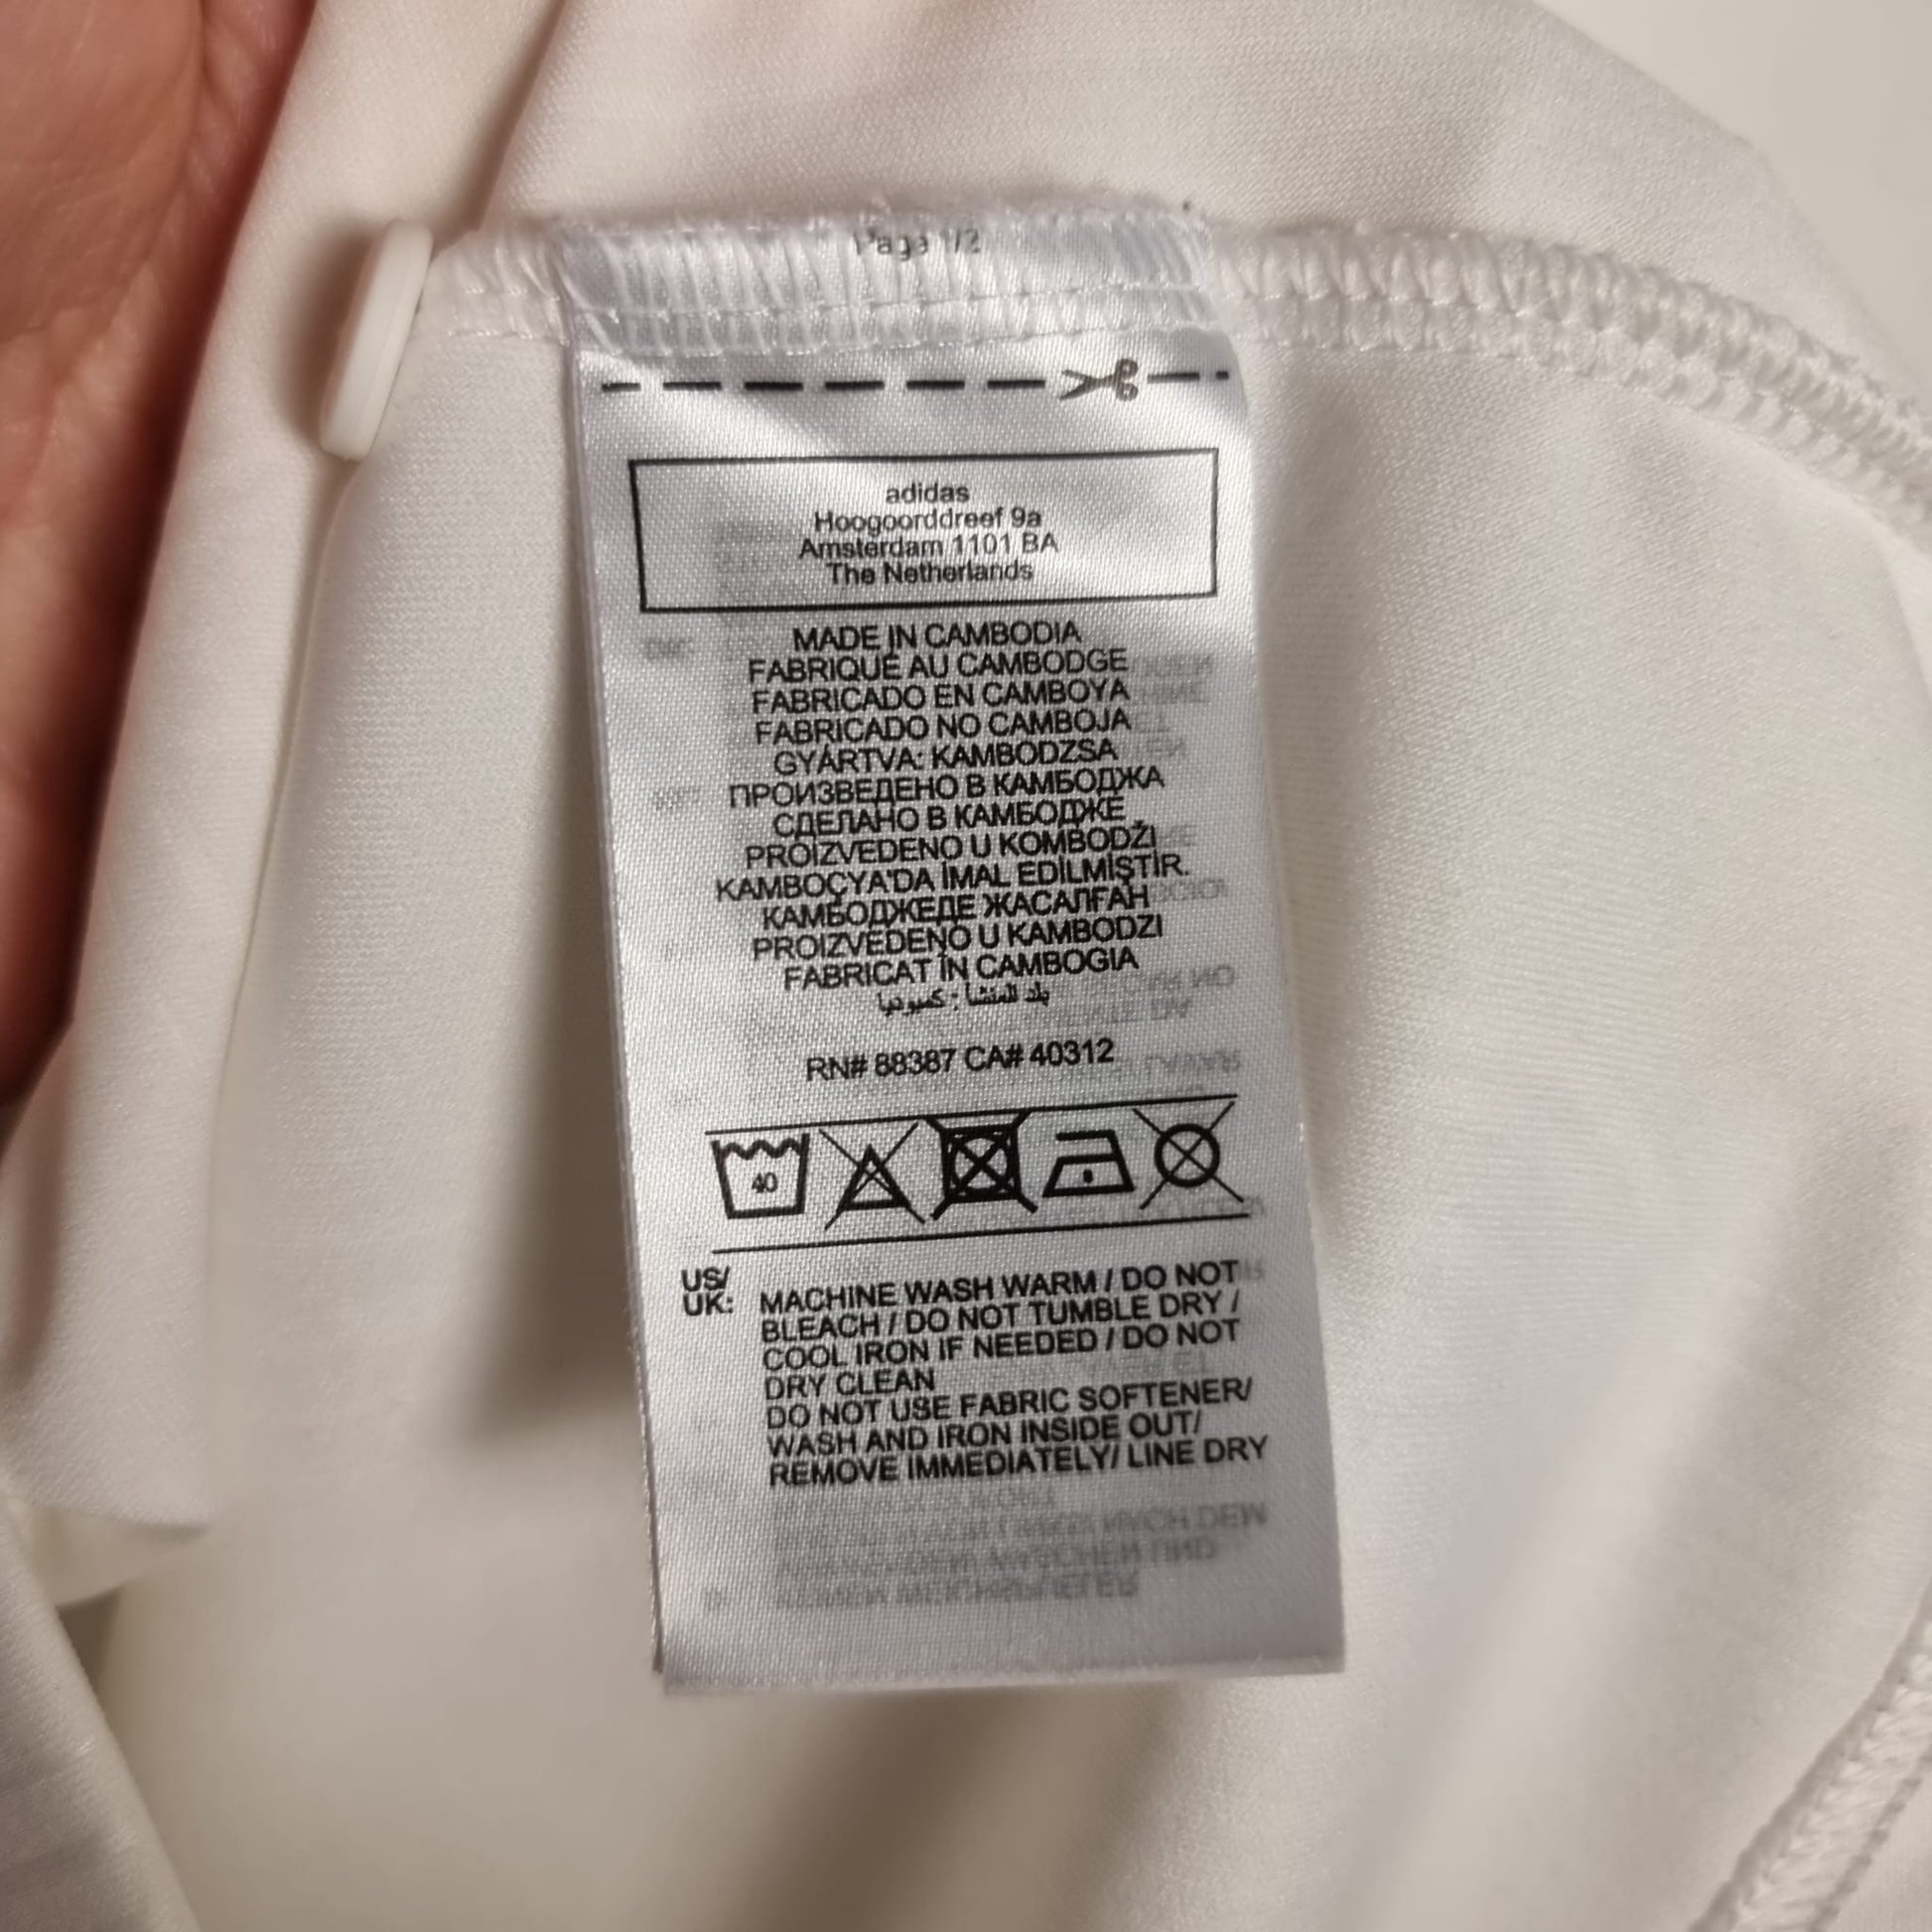 Page 1/2
adidas
Hoogoorddreef 9a
Amsterdam 1101 BA
The Netherlands
MADE IN CAMBODIA
FABRIQUÉ AU CAMBODGE
FABRICADO EN CAMBOYA
FABRICADO NO CAMBOJA
GYÁRTVA: KAMBODZSA
ПРОИЗВЕДЕНО В КАМБОДЖА
СДЕЛАНО В КАМБОДЖЕ
PROIZVEDENO U KOMBODŽI
KAMBOÇYA'DA İMAL EDİLMİŞTİR.
КАМБОДЖЕДЕ ЖАСАЛҒАН
PROIZVEDENO U KAMBODZI
FABRICAT ÎN CAMBOGIA
بلد المنشأ : كمبوديا
RN# 88387 CA# 40312
40
US/
UK: MACHINE WASH WARM / DO NOT
BLEACH / DO NOT TUMBLE DRY /
COOL IRON IF NEEDED / DO NOT
DRY CLEAN
DO NOT USE FABRIC SOFTENER/
WASH AND IRON INSIDE OUT/
REMOVE IMMEDIATELY/ LINE DRY